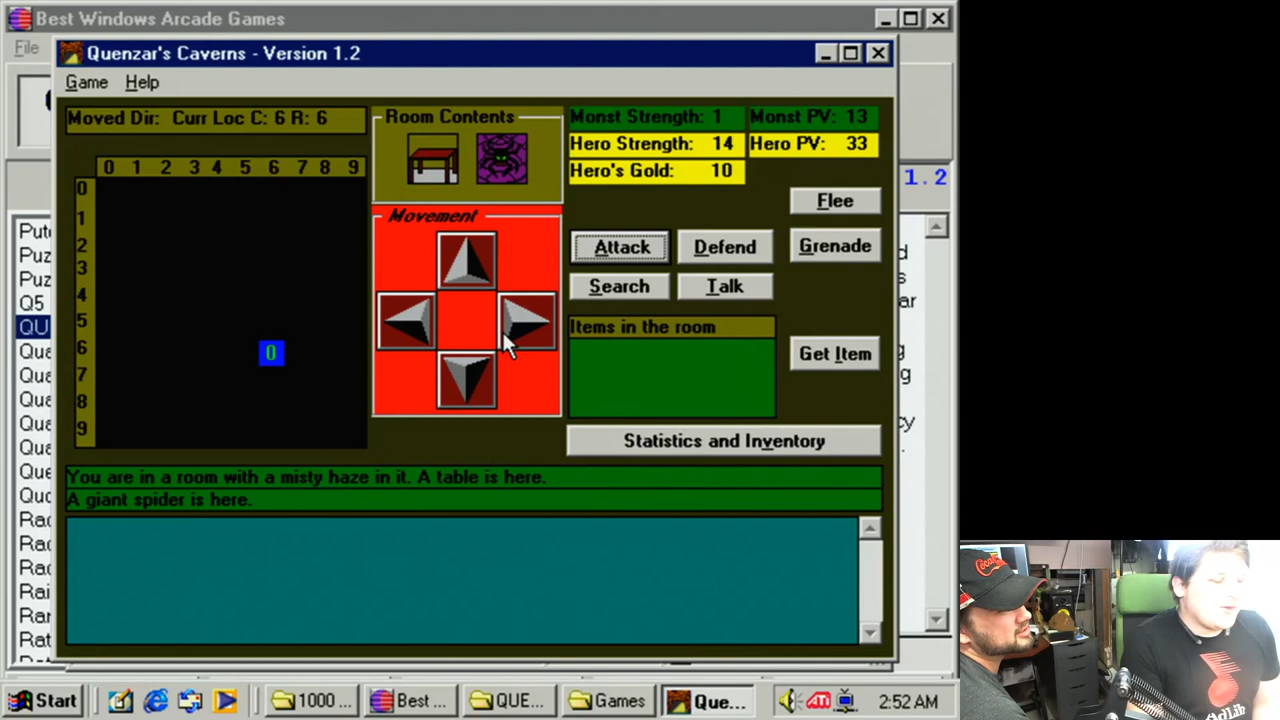 Best Windows Arcade Games
File
Quenzar's Caverns - Version 1.2
Game Help
Moved Dir: Curr Loc C: 6 R: 6
0 1 2 3 4 5 6 7 8 9
0
1
2
3
4
5
6
7
8
9
0
Room Contents
Movement
Monst Strength: 1
Monst PV: 13
Hero Strength: 14
Hero PV: 33
Hero's Gold: 10
Flee
Attack
Defend
Grenade
Search
Talk
Items in the room
Get Item
Statistics and Inventory
You are in a room with a misty haze in it. A table is here.
A giant spider is here.
1.2
Q5
Start
1000 ...
Best ...
QUE...
Games
Que...
2:52 AM